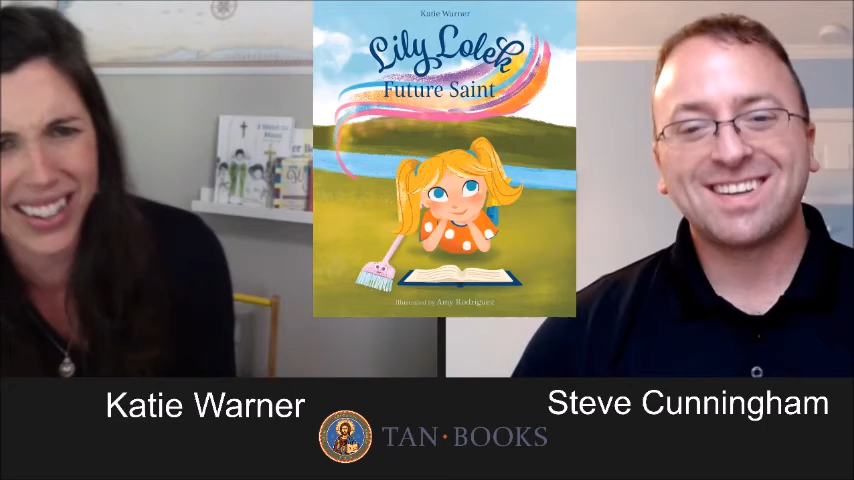 Katie Warner
Lily Lolek
Future Saint
Illustrated by Amy Rodriguez
Katie Warner
Steve Cunningham
TAN·BOOKS